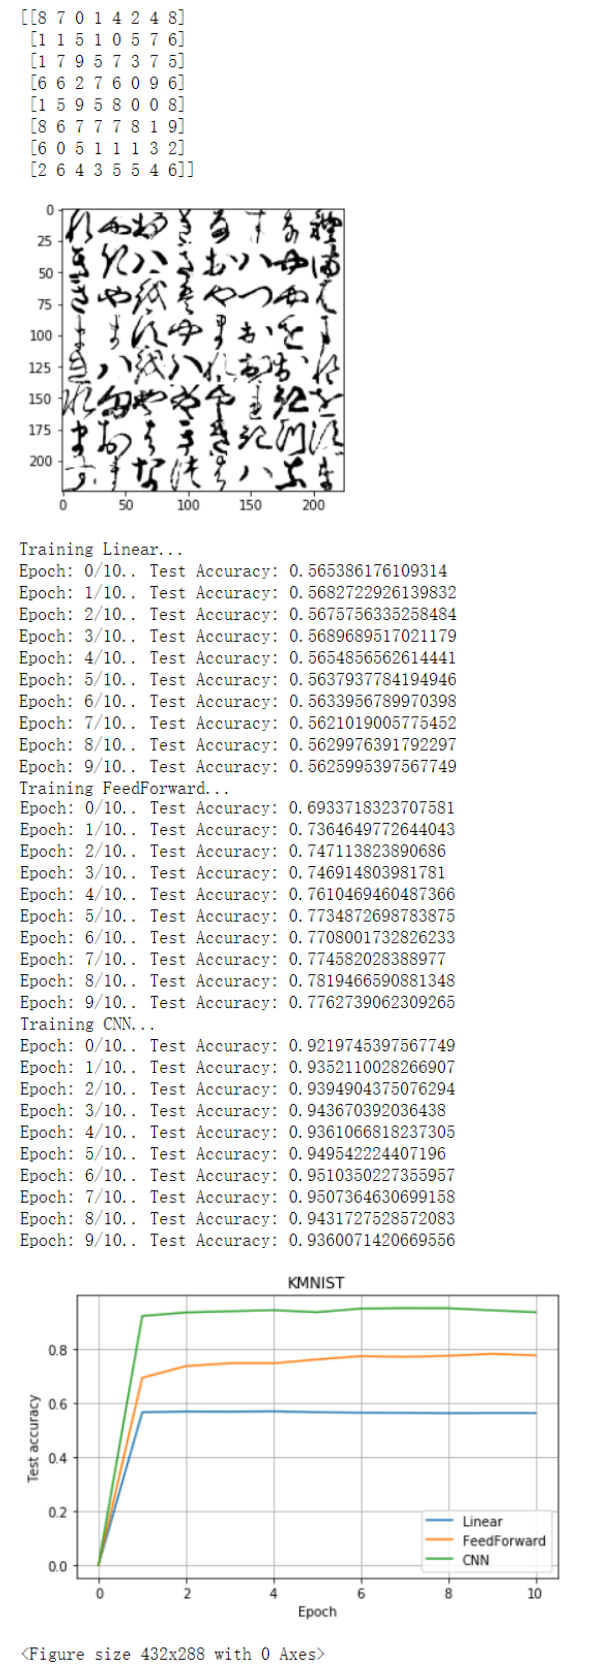 [[8 7 0 1 4 2 4 8]
[1 1 5 1 0 5 7 6]
[1 7 9 5 7 3 7 5]
[6 6 2 7 6 0 9 6]
[1 5 9 5 8 0 0 8]
[8 6 7 7 7 8 1 9]
[6 0 5 1 1 1 3 2]
[2 6 4 3 5 5 4 6]]
0
25
50
75
100
125
150
175
200
0 50 100 150 200
Training Linear...
Epoch: 0/10.. Test Accuracy: 0.565386176109314
Epoch: 1/10.. Test Accuracy: 0.5682722926139832
Epoch: 2/10.. Test Accuracy: 0.5675756335258484
Epoch: 3/10.. Test Accuracy: 0.5689689517021179
Epoch: 4/10.. Test Accuracy: 0.5654856562614441
Epoch: 5/10.. Test Accuracy: 0.5637937784194946
Epoch: 6/10.. Test Accuracy: 0.5633956789970398
Epoch: 7/10.. Test Accuracy: 0.5621019005775452
Epoch: 8/10.. Test Accuracy: 0.5629976391792297
Epoch: 9/10.. Test Accuracy: 0.5625995397567749
Training FeedForward...
Epoch: 0/10.. Test Accuracy: 0.6933718323707581
Epoch: 1/10.. Test Accuracy: 0.7364649772644043
Epoch: 2/10.. Test Accuracy: 0.747113823890686
Epoch: 3/10.. Test Accuracy: 0.746914803981781
Epoch: 4/10.. Test Accuracy: 0.7610469460487366
Epoch: 5/10.. Test Accuracy: 0.7734872698783875
Epoch: 6/10.. Test Accuracy: 0.7708001732826233
Epoch: 7/10.. Test Accuracy: 0.774582028388977
Epoch: 8/10.. Test Accuracy: 0.7819466590881348
Epoch: 9/10.. Test Accuracy: 0.7762739062309265
Training CNN...
Epoch: 0/10.. Test Accuracy: 0.9219745397567749
Epoch: 1/10.. Test Accuracy: 0.9352110028266907
Epoch: 2/10.. Test Accuracy: 0.9394904375076294
Epoch: 3/10.. Test Accuracy: 0.943670392036438
Epoch: 4/10.. Test Accuracy: 0.9361066818237305
Epoch: 5/10.. Test Accuracy: 0.949542224407196
Epoch: 6/10.. Test Accuracy: 0.9510350227355957
Epoch: 7/10.. Test Accuracy: 0.9507364630699158
Epoch: 8/10.. Test Accuracy: 0.9431727528572083
Epoch: 9/10.. Test Accuracy: 0.9360071420669556
KMNIST
0.8
0.6
0.4
0.2
0.0
Test accuracy
Linear
FeedForward
CNN
0 2 4 6 8 10
Epoch
<Figure size 432x288 with 0 Axes>